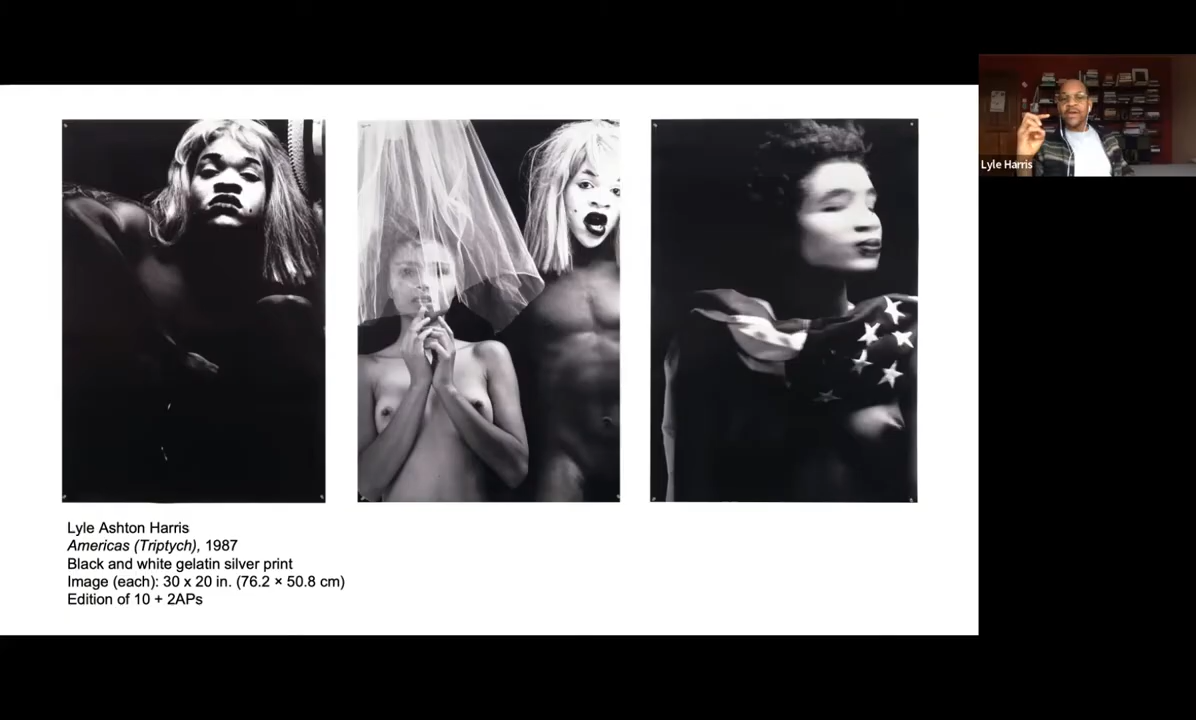 Lyle Harris
Lyle Ashton Harris
Americas (Triptych), 1987
Black and white gelatin silver print
Image (each): 30 x 20 in. (76.2 × 50.8 cm)
Edition of 10 + 2APs